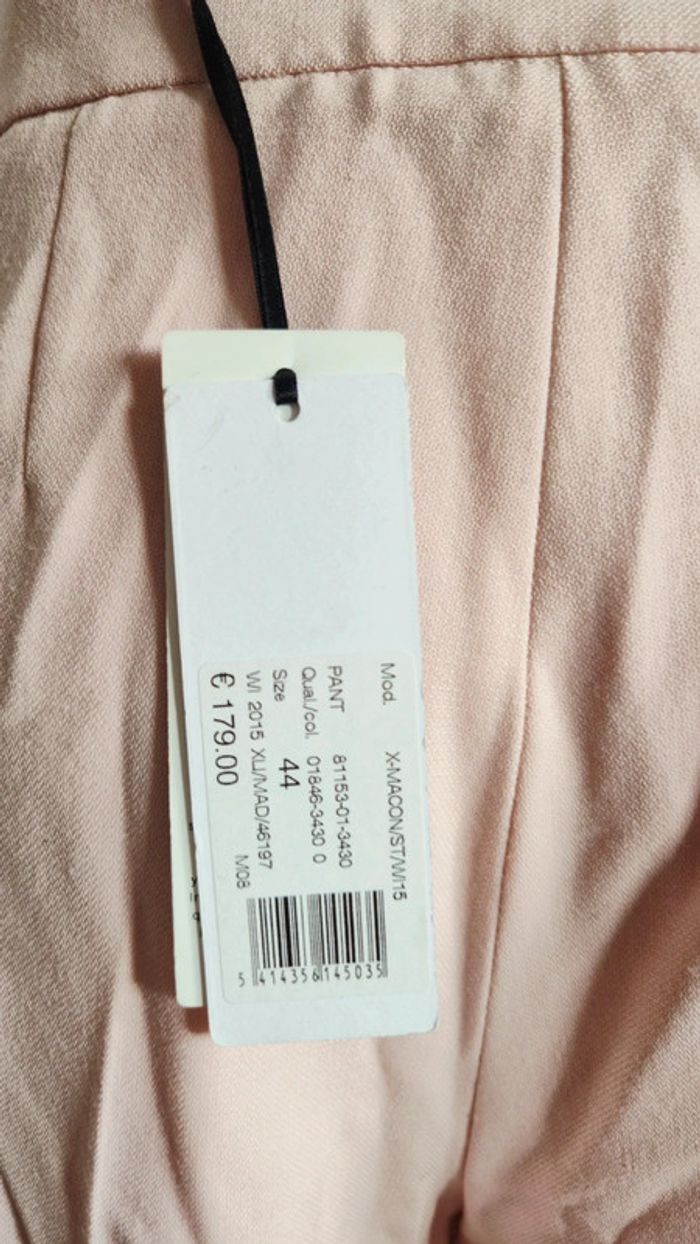 Mod. X-MACON/ST/WI15
PANT 81153-01-3430
Qual./col. 01846-3430 0
Size 44
WI 2015 XLI/MAD/46197
€ 179.00 M08
5 414356 145035